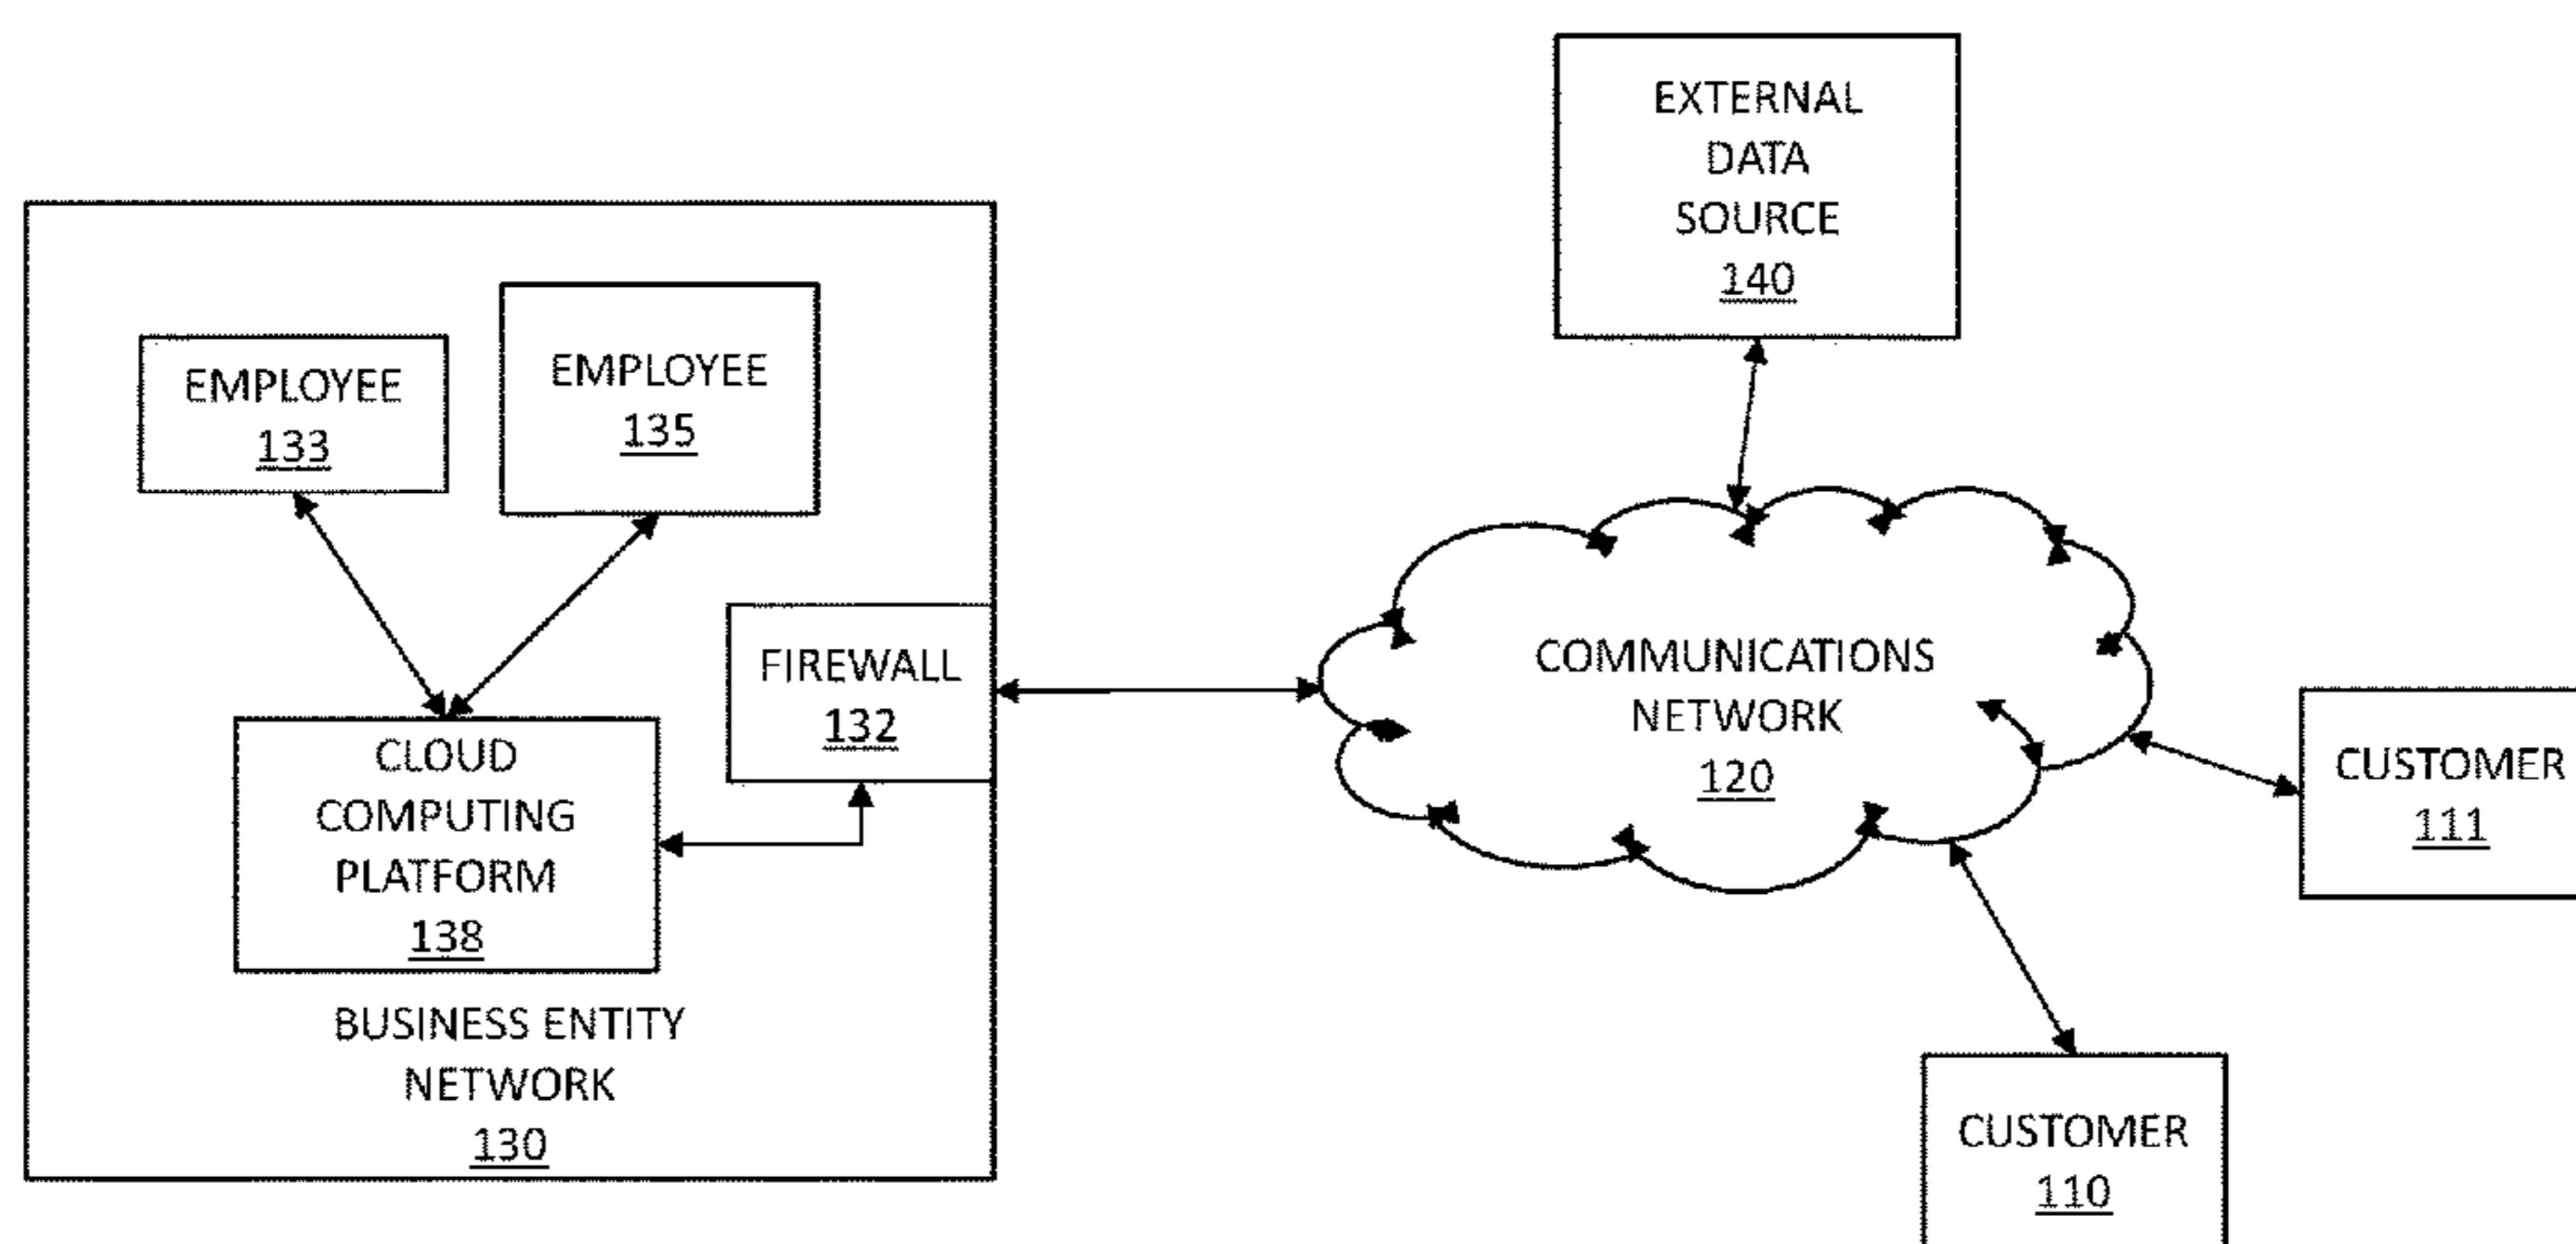 EXTERNAL
DATA
SOURCE
140
EMPLOYEE
133
EMPLOYEE
135
FIREWALL
132
CLOUD
COMPUTING
PLATFORM
138
BUSINESS ENTITY
NETWORK
130
COMMUNICATIONS
NETWORK
120
CUSTOMER
111
CUSTOMER
110